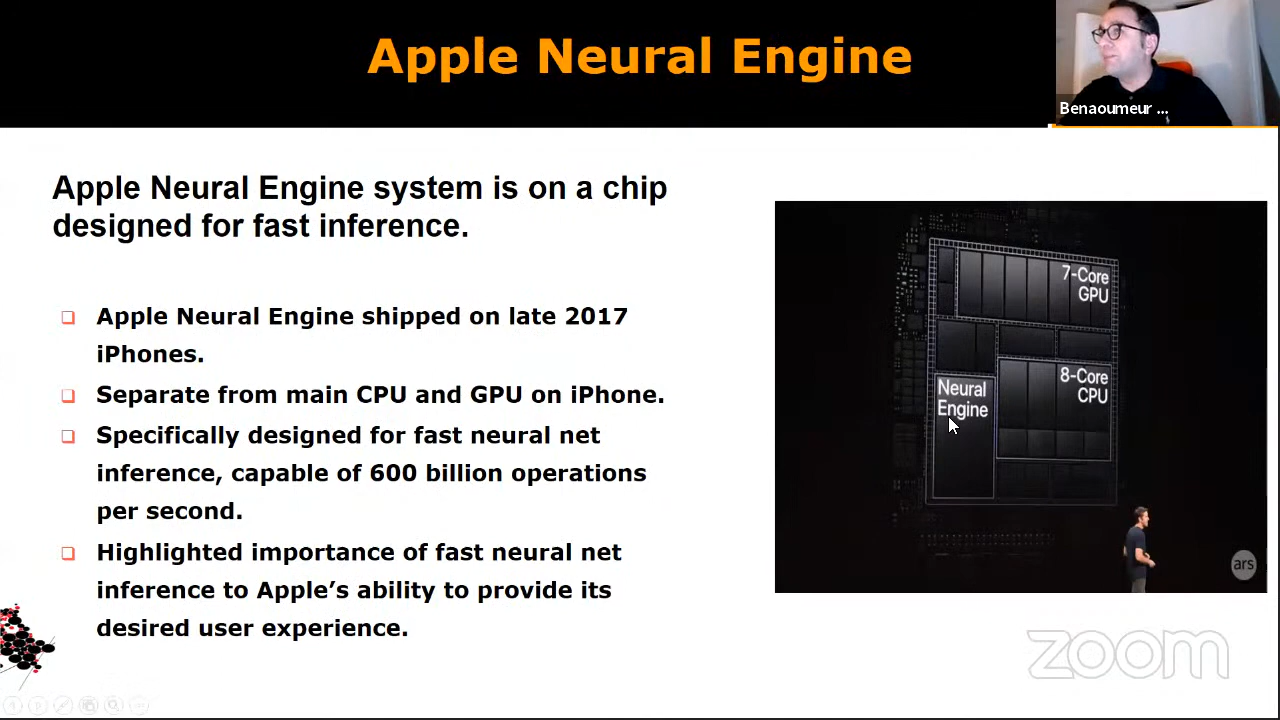 Apple Neural Engine
Benaoumeur ...
Apple Neural Engine system is on a chip
designed for fast inference.
Apple Neural Engine shipped on late 2017
iPhones.
Separate from main CPU and GPU on iPhone.
Specifically designed for fast neural net
inference, capable of 600 billion operations
per second.
Highlighted importance of fast neural net
inference to Apple’s ability to provide its
desired user experience.
7-Core
GPU
8-Core
CPU
Neural
Engine
ars
zoom